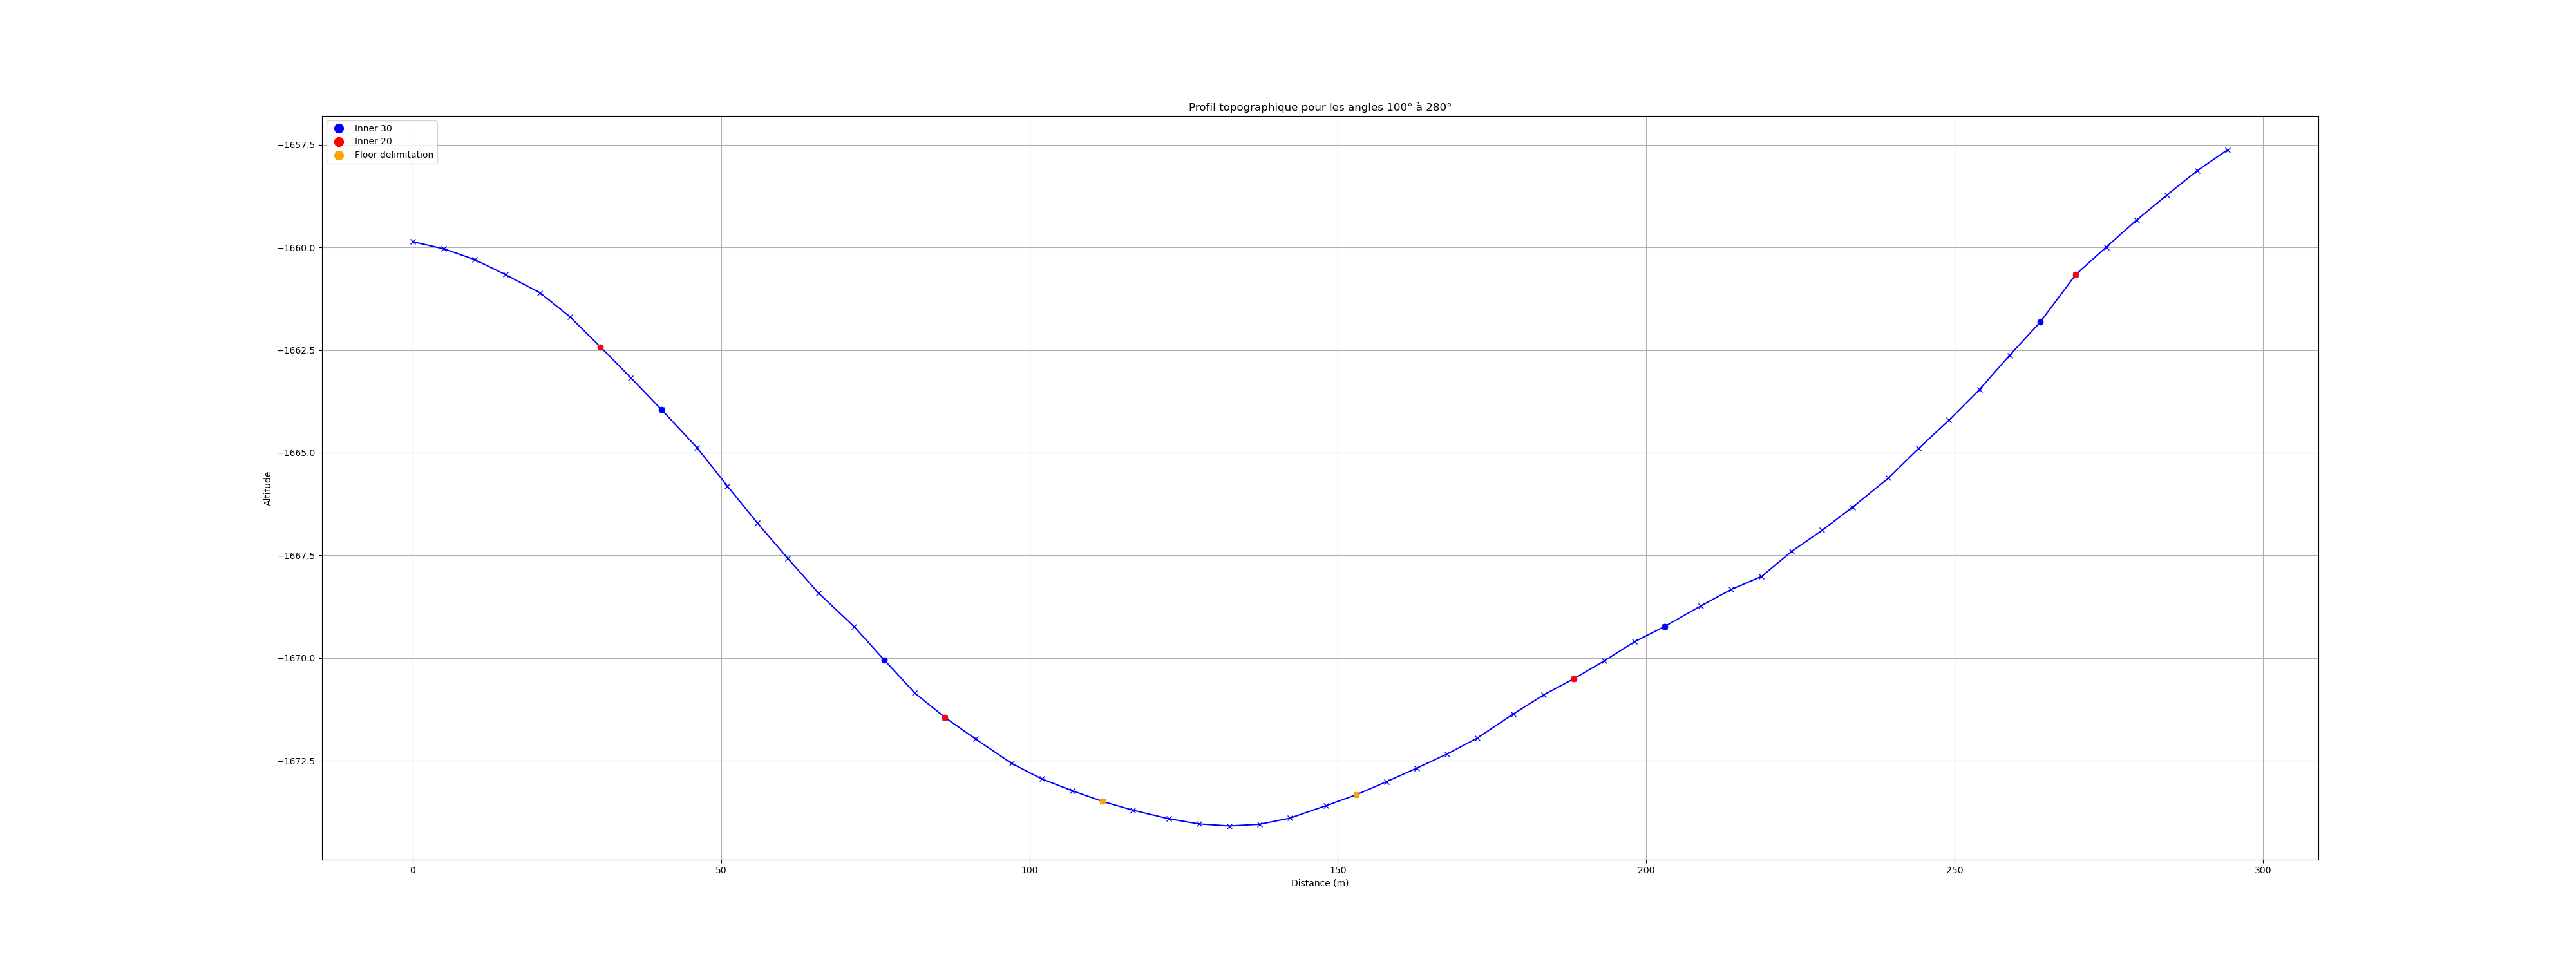 Profil topographique pour les angles 100° à 280°
Inner 30
Inner 20
Floor delimitation
−1657.5
−1660.0
−1662.5
−1665.0
−1667.5
−1670.0
−1672.5
Altitude
0 50 100 150 200 250 300
Distance (m)